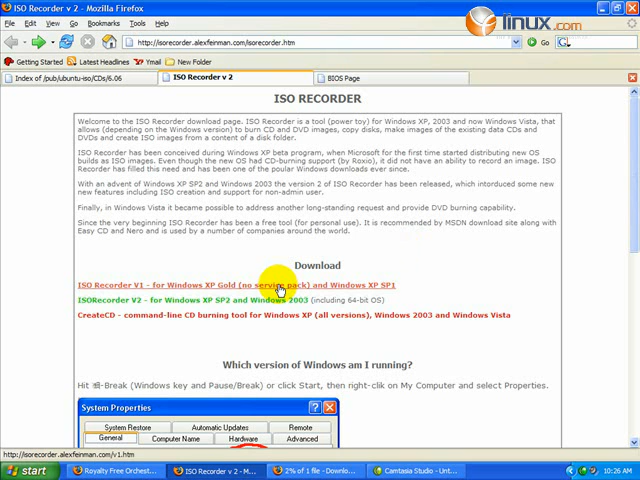 ISO Recorder v 2 - Mozilla Firefox
File Edit View Go Bookmarks Tools Help
linux.com
http://isorecorder.alexfeinman.com/isorecorder.htm
Go
Getting Started Latest BBC Headlines Ymail New Folder
Index of /pub/ubuntu-iso/CDs/6.06 ISO Recorder v 2 BIOS Page
ISO RECORDER
Welcome to the ISO Recorder download page. ISO Recorder is a tool (power toy) for Windows XP, 2003 and now Windows Vista, that
allows (depending on the Windows version) to burn CD and DVD images, copy disks, make images of the existing data CDs and
DVDs and create ISO images from a content of a disk folder.
ISO Recorder has been conceived during Windows XP beta program, when Microsoft for the first time started distributing new OS
builds as ISO images. Even though the new OS had CD-burning support (by Roxio), it did not have an ability to record an image. ISO
Recorder has filled this need and has been one of the poular Windows downloads ever since.
With an advent of Windows XP SP2 and Windows 2003 the version 2 of ISO Recorder has been released, which intorduced some new
new features including ISO creation and support for non-admin user.
Finally, in Windows Vista it became possible to address another long-standing request and provide DVD burning capability.
Since the very beginning ISO Recorder has been a free tool (for personal use). It is recommended by MSDN download site along with
Easy CD and Nero and is used by a number of companies around the world.
Download
ISO Recorder V1 - for Windows XP Gold (no service pack) and Windows XP SP1
ISORecorder V2 - for Windows XP SP2 and Windows 2003 (including 64-bit OS)
CreateCD - command-line CD burning tool for Windows XP (all versions), Windows 2003 and Windows Vista
Which version of Windows am I running?
Hit -Break (Windows key and Pause/Break) or click Start, then right-clik on My Computer and select Properties.
System Properties
System Restore Automatic Updates Remote
General Computer Name Hardware Advanced
http://isorecorder.alexfeinman.com/v1.htm
start Royalty Free Orchest... ISO Recorder v 2 - M... 2% of 1 file - Downlo... Camtasia Studio - Unt... 10:26 AM